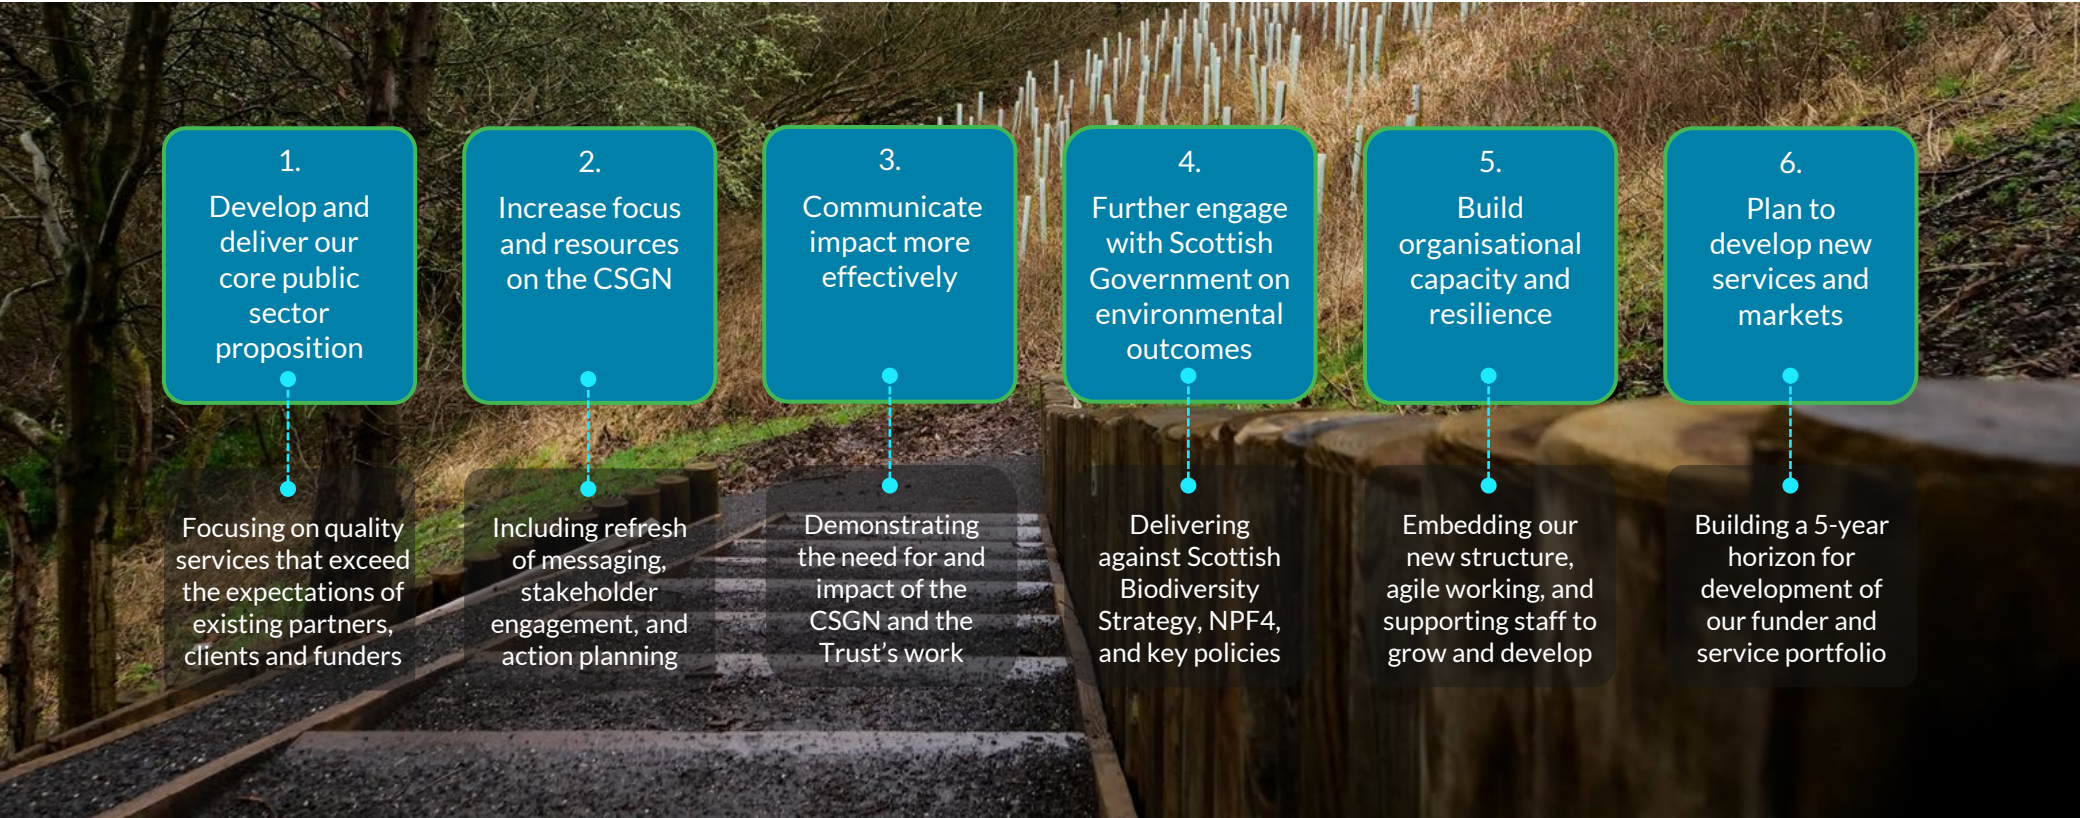 1.
Develop and
deliver our
core public
sector
proposition
2.
Increase focus
and resources
on the CSGN
3.
Communicate
impact more
effectively
4.
Further engage
with Scottish
Government on
environmental
outcomes
5.
Build
organisational
capacity and
resilience
6.
Plan to
develop new
services and
markets
Focusing on quality
services that exceed
the expectations of
existing partners,
clients and funders
Including refresh
of messaging,
stakeholder
engagement, and
action planning
Demonstrating
the need for and
impact of the
CSGN and the
Trust’s work
Delivering
against Scottish
Biodiversity
Strategy, NPF4,
and key policies
Embedding our
new structure,
agile working, and
supporting staff to
grow and develop
Building a 5-year
horizon for
development of
our funder and
service portfolio